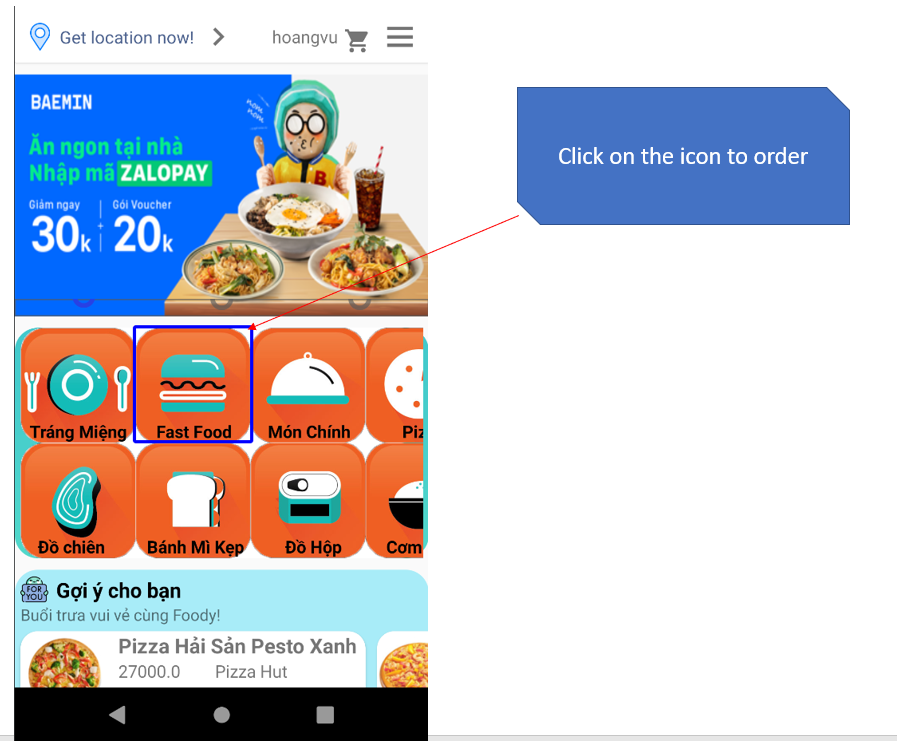 Get location now!
hoangvu
BAEMIN
Ăn ngon tại nhà
Nhập mã ZALOPAY
Giảm ngay
30k
+
Gói Voucher
20k
nom
nom
B
Click on the icon to order
Tráng Miệng
Fast Food
Món Chính
Piz
Đồ chiên
Bánh Mì Kẹp
Đồ Hộp
Cơm
FOR
YOU
Gợi ý cho bạn
Buổi trưa vui vẻ cùng Foody!
Pizza Hải Sản Pesto Xanh
27000.0 Pizza Hut